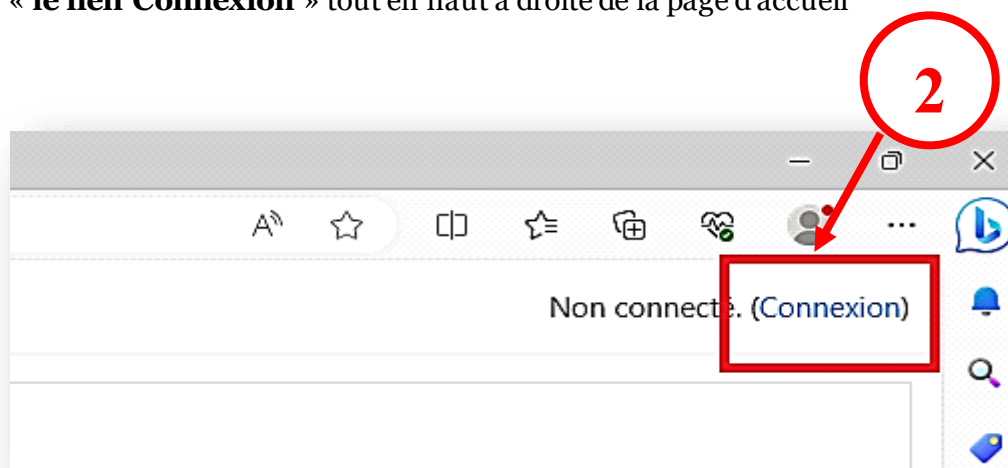 « le lien Connexion » tout en haut à droite de la page d'accueil
2
Non connecté. (Connexion)